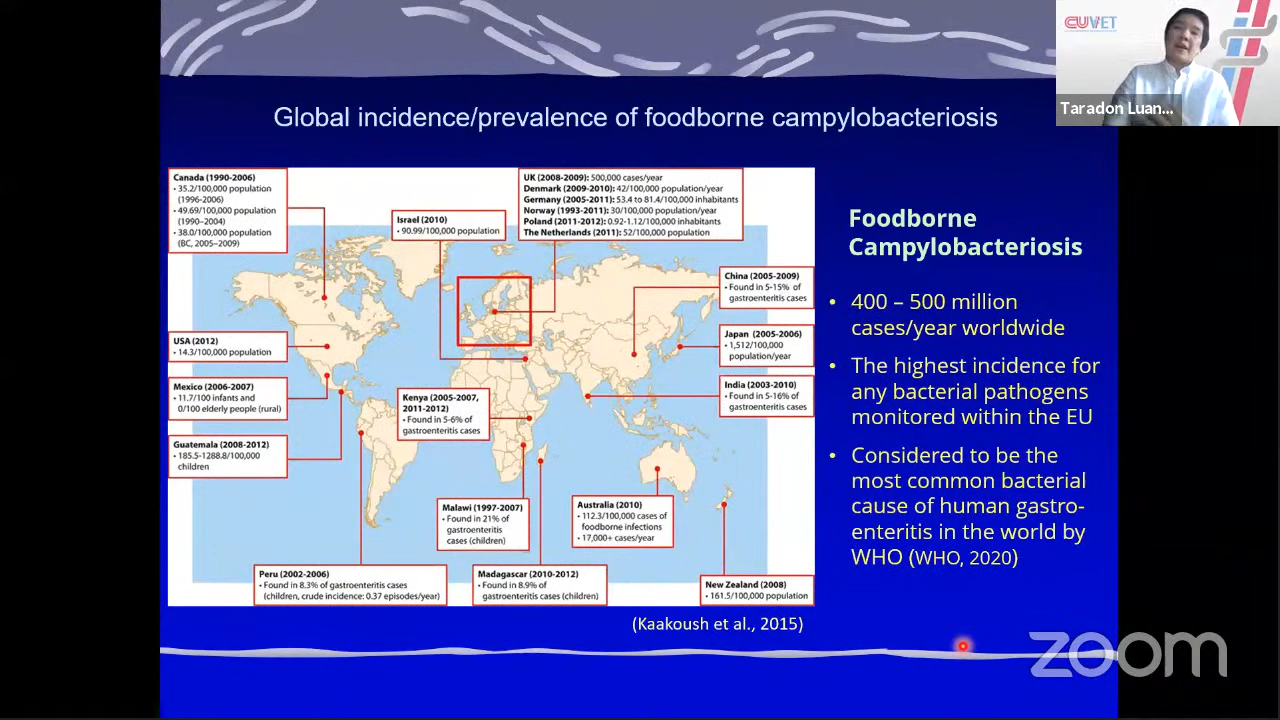 CUVET
Taradon Luan...
Global incidence/prevalence of foodborne campylobacteriosis
Canada (1990-2006)
• 35.2/100,000 population
(1996-2006)
• 49.69/100,000 population
(1990–2004)
• 38.0/100,000 population
(BC, 2005–2009)
Israel (2010)
• 90.99/100,000 population
UK (2008-2009): 500,000 cases/year
Denmark (2009-2010): 42/100,000 population/year
Germany (2005-2011): 53.4 to 81.4/100,000 inhabitants
Norway (1993-2011): 30/100,000 population/year
Poland (2011-2012): 0.92-1.12/100,000 inhabitants
The Netherlands (2011): 52/100,000 population
China (2005-2009)
• Found in 5-15% of
gastroenteritis cases
USA (2012)
• 14.3/100,000 population
Japan (2005-2006)
• 1,512/100,000
population/year
Mexico (2006-2007)
• 11.7/100 infants and
0/100 elderly people (rural)
Kenya (2005-2007,
2011-2012)
• Found in 5-6% of
gastroenteritis cases
India (2003-2010)
• Found in 5-16% of
gastroenteritis cases
Guatemala (2008-2012)
• 185.5-1288.8/100,000
children
Malawi (1997-2007)
• Found in 21% of
gastroenteritis
cases (children)
Australia (2010)
• 112.3/100,000 cases of
foodborne infections
• 17,000+ cases/year
Peru (2002-2006)
• Found in 8.3% of gastroenteritis cases
(children, crude incidence: 0.37 episodes/year)
Madagascar (2010-2012)
• Found in 8.9% of
gastroenteritis cases (children)
New Zealand (2008)
• 161.5/100,000 population
(Kaakoush et al., 2015)
Foodborne
Campylobacteriosis
• 400 – 500 million
cases/year worldwide
• The highest incidence for
any bacterial pathogens
monitored within the EU
• Considered to be the
most common bacterial
cause of human gastro-
enteritis in the world by
WHO (WHO, 2020)
zoom